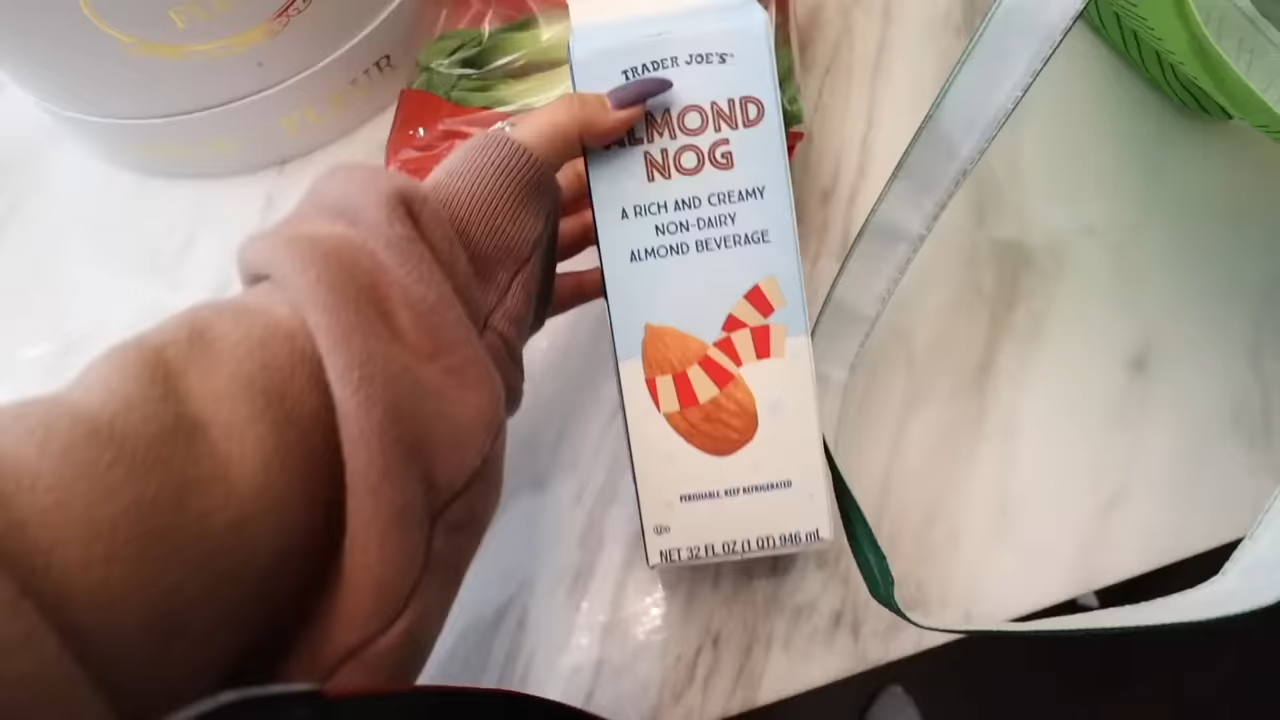 FLEUR
TRADER JOE'S
ALMOND
NOG
A RICH AND CREAMY
NON-DAIRY
ALMOND BEVERAGE
PERISHABLE, KEEP REFRIGERATED
NET 32 FL OZ (1 QT) 946 mL